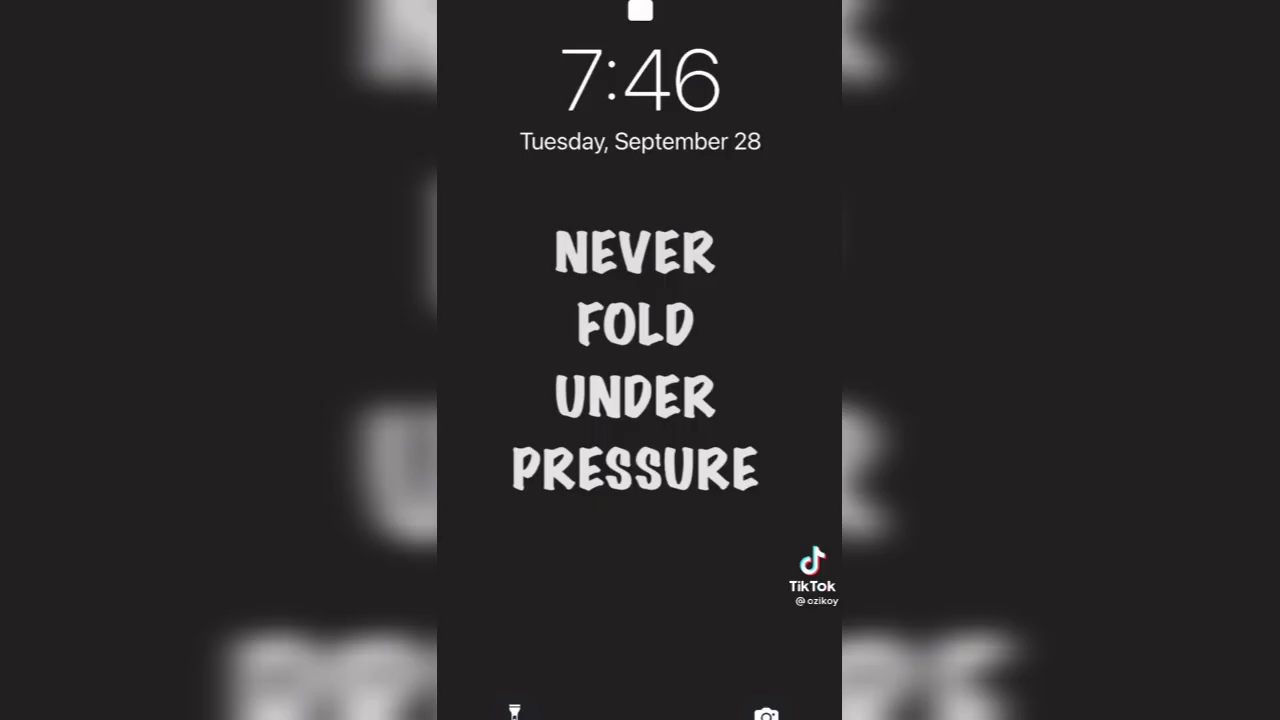 7:46
Tuesday, September 28
NEVER
FOLD
UNDER
PRESSURE
TikTok
@ozikoy